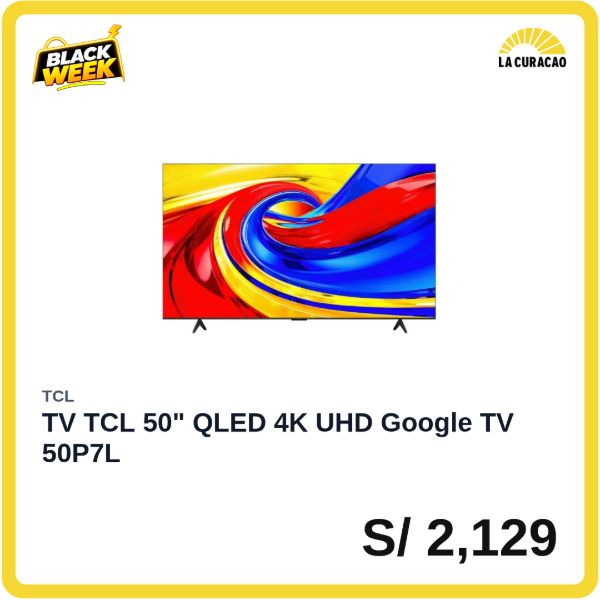 BLACK
WEEK
LA CURACAO
TCL
TV TCL 50" QLED 4K UHD Google TV
50P7L
S/ 2,129